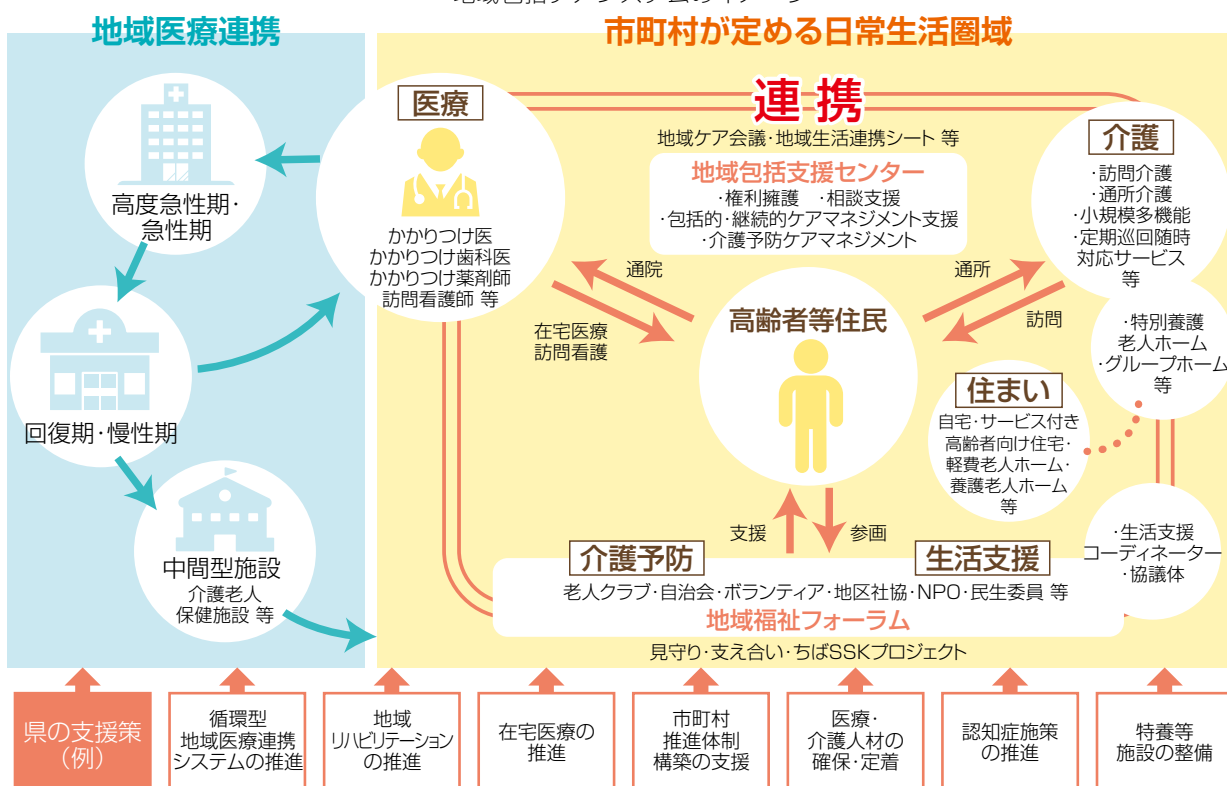 地域包括ケアシステムのイメージ
地域医療連携
市町村が定める日常生活圏域
高度急性期・
急性期
回復期・慢性期
中間型施設
介護老人
保健施設 等
医療
かかりつけ医
かかりつけ歯科医
かかりつけ薬剤師
訪問看護師 等
連携
地域ケア会議・地域生活連携シート 等
地域包括支援センター
・権利擁護 ・相談支援
・包括的・継続的ケアマネジメント支援
・介護予防ケアマネジメント
介護
・訪問介護
・通所介護
・小規模多機能
・定期巡回随時
対応サービス
等
・特別養護
老人ホーム
・グループホーム
等
通院
在宅医療
訪問看護
高齢者等住民
通所
訪問
住まい
自宅・サービス付き
高齢者向け住宅・
軽費老人ホーム・
養護老人ホーム
等
支援
参画
介護予防
生活支援
老人クラブ・自治会・ボランティア・地区社協・NPO・民生委員 等
地域福祉フォーラム
・生活支援
コーディネーター
・協議体
見守り・支え合い・ちばSSKプロジェクト
県の支援策
（例）
循環型
地域医療連携
システムの推進
地域
リハビリテーション
の推進
在宅医療の
推進
市町村
推進体制
構築の支援
医療・
介護人材の
確保・定着
認知症施策
の推進
特養等
施設の整備